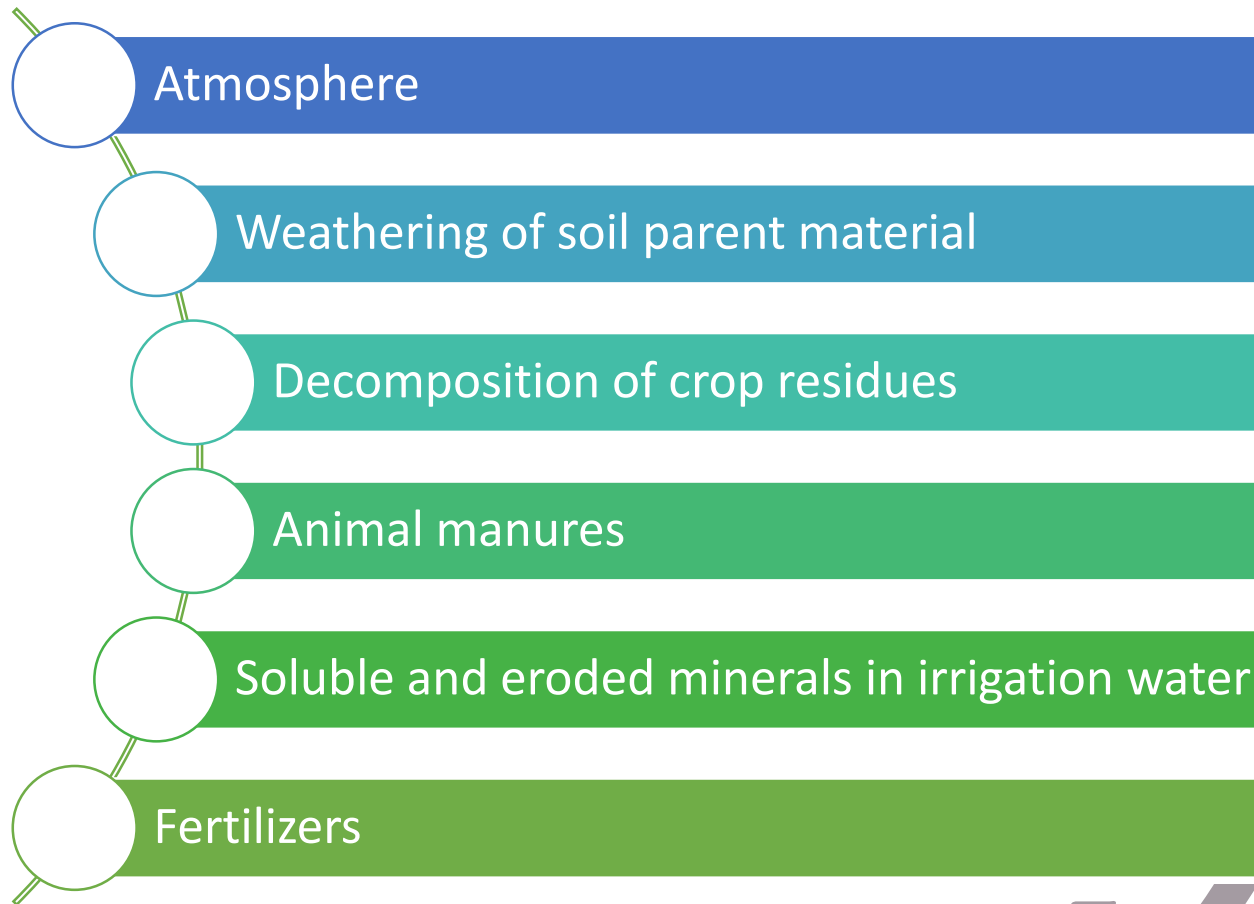 Atmosphere
Weathering of soil parent material
Decomposition of crop residues
Animal manures
Soluble and eroded minerals in irrigation water
Fertilizers